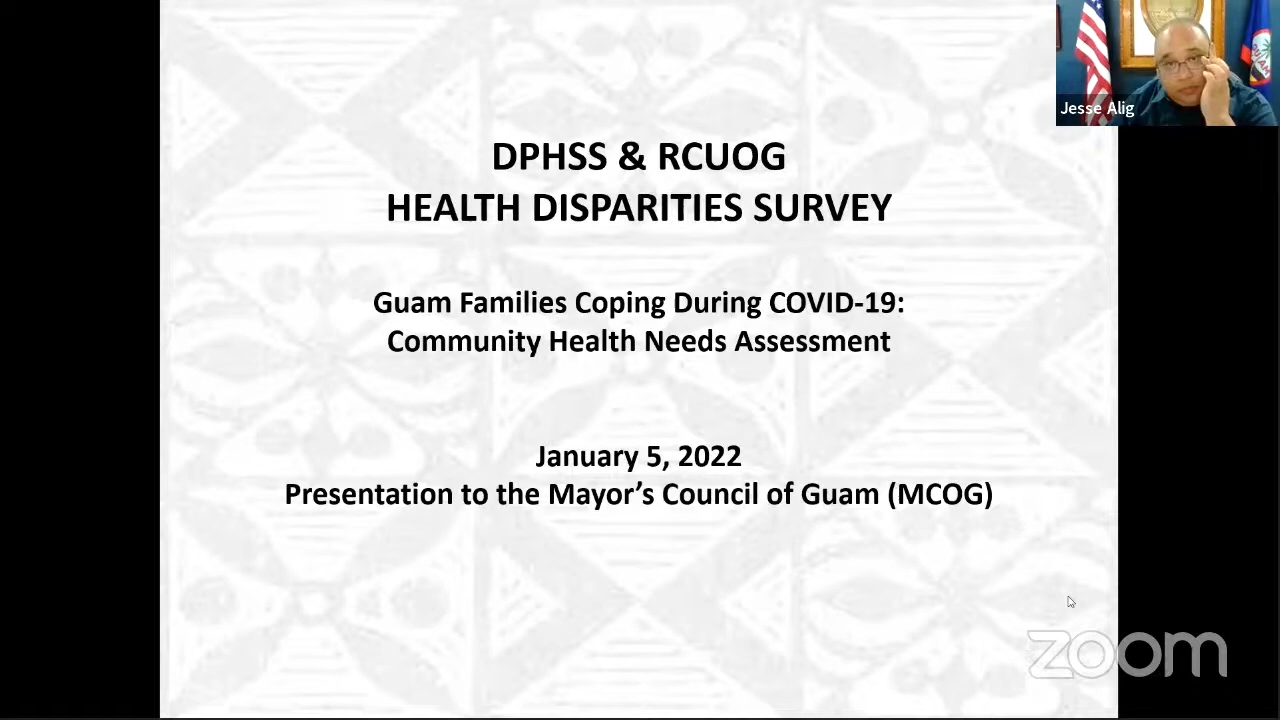 DPHSS & RCUOG
HEALTH DISPARITIES SURVEY
Guam Families Coping During COVID-19:
Community Health Needs Assessment
January 5, 2022
Presentation to the Mayor’s Council of Guam (MCOG)
Jesse Alig
GUAM
zoom